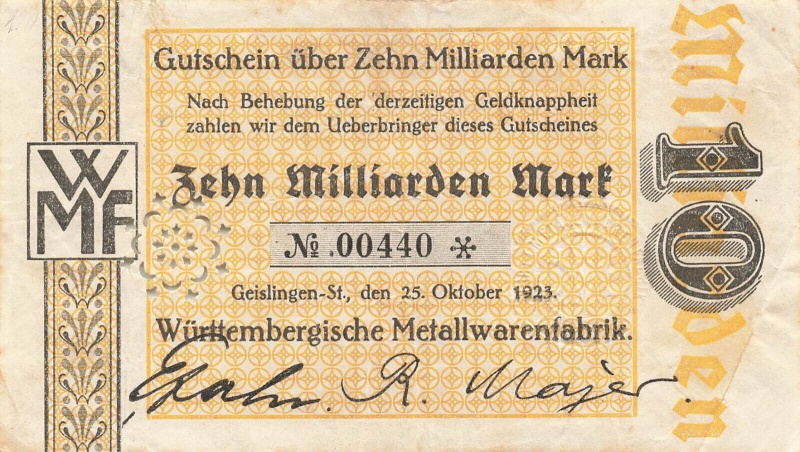 Gutschein über Zehn Milliarden Mark
Nach Behebung der derzeitigen Geldknappheit
zahlen wir dem Ueberbringer dieses Gutscheines
Zehn Milliarden Mark
№ 00440 *
Geislingen-St., den 25. Oktober 1923.
Württembergische Metallwarenfabrik.
R. Majer.
WMF
10
Milliarden